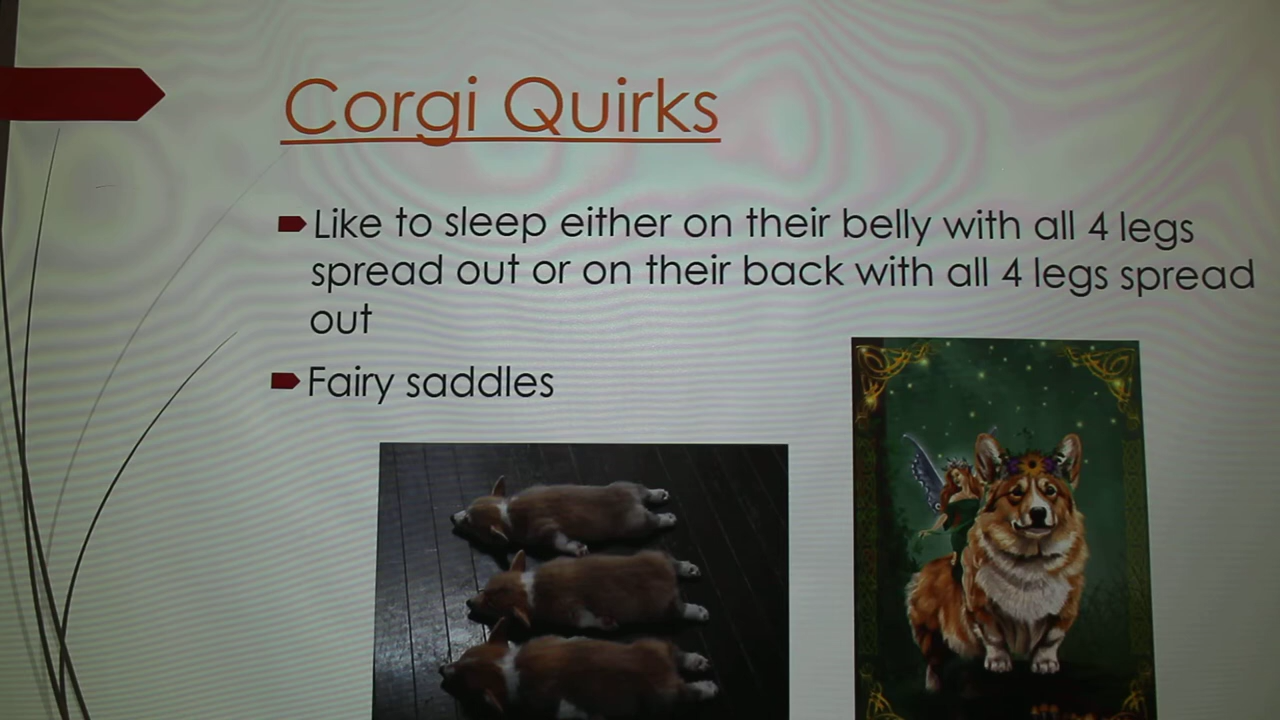 Corgi Quirks
Like to sleep either on their belly with all 4 legs
spread out or on their back with all 4 legs spread
out
Fairy saddles